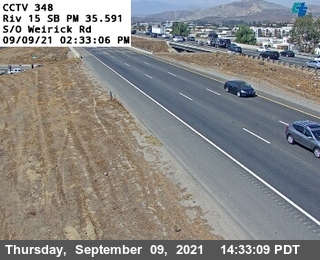 CCTV 348
Riv 15 SB PM 35.591
S/O Weirick Rd
09/09/21 02:33:06 PM
Thursday, September 09, 2021 14:33:09 PDT